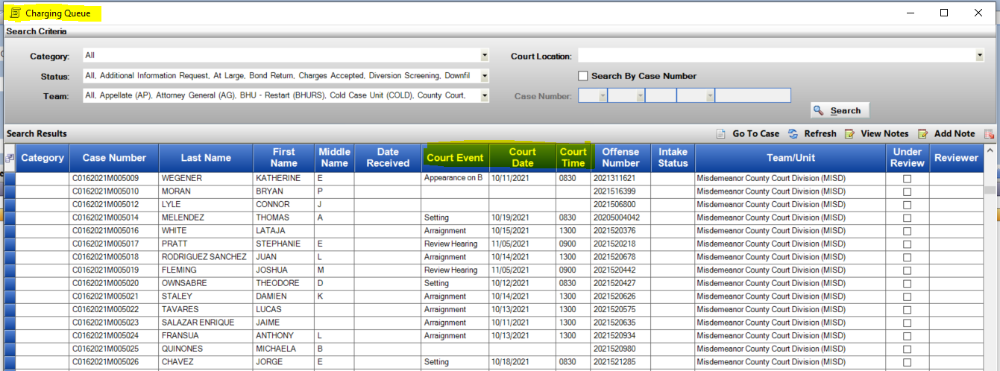 Charging Queue
Search Criteria
Category: All Court Location:
Status: All, Additional Information Request, At Large, Bond Return, Charges Accepted, Diversion Screening, Downfil Search By Case Number
Team: All, Appellate (AP), Attorney General (AG), BHU - Restart (BHURS), Cold Case Unit (COLD), County Court, Case Number:
Search
Search Results Go To Case Refresh View Notes Add Note
Category Case Number Last Name First Name Middle Name Date Received Court Event Court Date Court Time Offense Number Intake Status Team/Unit Under Review Reviewer
C0162021M005009 WEGENER KATHERINE E Appearance on B 10/11/2021 0830 2021311621 Misdemeanor County Court Division (MISD)
C0162021M005010 MORAN BRYAN P 2021516399 Misdemeanor County Court Division (MISD)
C0162021M005012 LYLE CONNOR J 2021506800 Misdemeanor County Court Division (MISD)
C0162021M005014 MELENDEZ THOMAS A Setting 10/19/2021 0830 20205004042 Misdemeanor County Court Division (MISD)
C0162021M005016 WHITE LATAJA Arraignment 10/15/2021 1300 2021520376 Misdemeanor County Court Division (MISD)
C0162021M005017 PRATT STEPHANIE E Review Hearing 11/05/2021 0900 2021520218 Misdemeanor County Court Division (MISD)
C0162021M005018 RODRIGUEZ SANCHEZ JUAN L Arraignment 10/14/2021 1300 2021520678 Misdemeanor County Court Division (MISD)
C0162021M005019 FLEMING JOSHUA M Review Hearing 11/05/2021 0900 2021520442 Misdemeanor County Court Division (MISD)
C0162021M005020 OWNSABRE THEODORE D Setting 10/12/2021 0830 2021520427 Misdemeanor County Court Division (MISD)
C0162021M005021 STALEY DAMIEN K Arraignment 10/14/2021 1300 2021520626 Misdemeanor County Court Division (MISD)
C0162021M005022 TAVARES LUCAS Arraignment 10/13/2021 1300 2021520575 Misdemeanor County Court Division (MISD)
C0162021M005023 SALAZAR ENRIQUE JAIME Arraignment 10/11/2021 1300 2021520635 Misdemeanor County Court Division (MISD)
C0162021M005024 FRANSUA ANTHONY L Arraignment 10/13/2021 1300 2021520934 Misdemeanor County Court Division (MISD)
C0162021M005025 QUINONES MICHAELA B 2021520980 Misdemeanor County Court Division (MISD)
C0162021M005026 CHAVEZ JORGE E Setting 10/18/2021 0830 2021521285 Misdemeanor County Court Division (MISD)